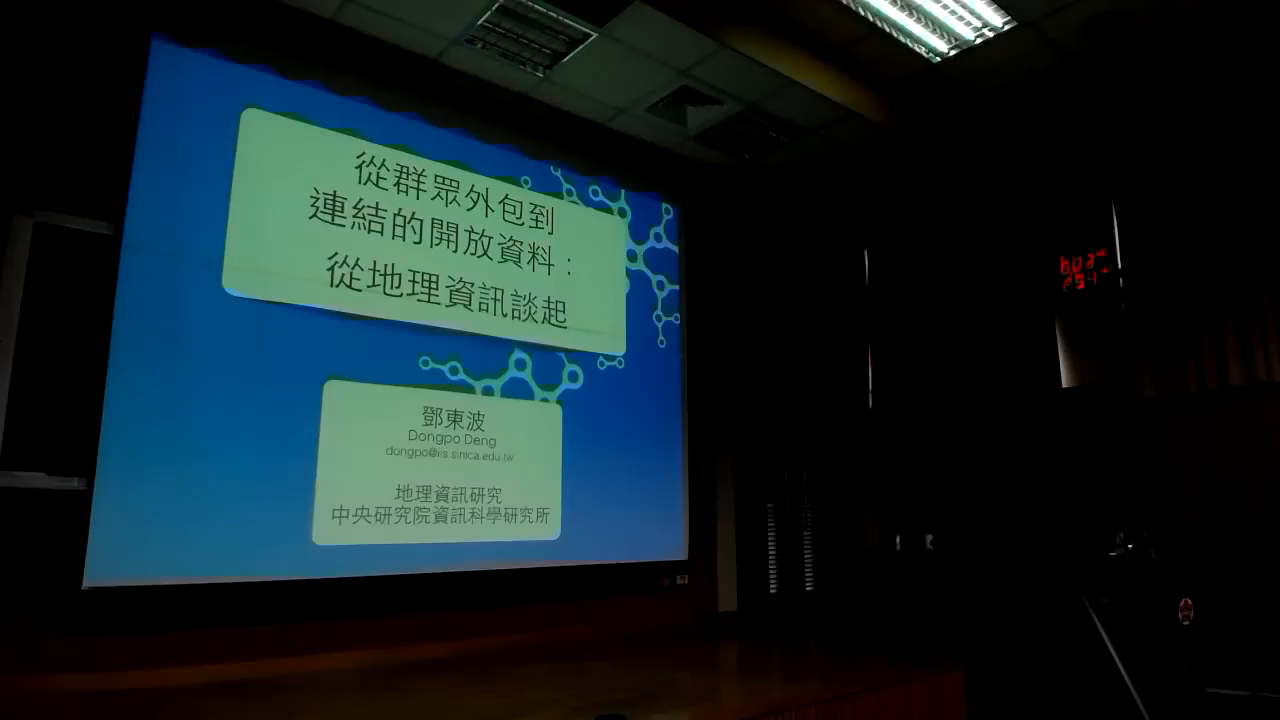 從群眾外包到
連結的開放資料：
從地理資訊談起
鄧東波
Dongpo Deng
dongpo@iis.sinica.edu.tw
地理資訊研究
中央研究院資訊科學研究所